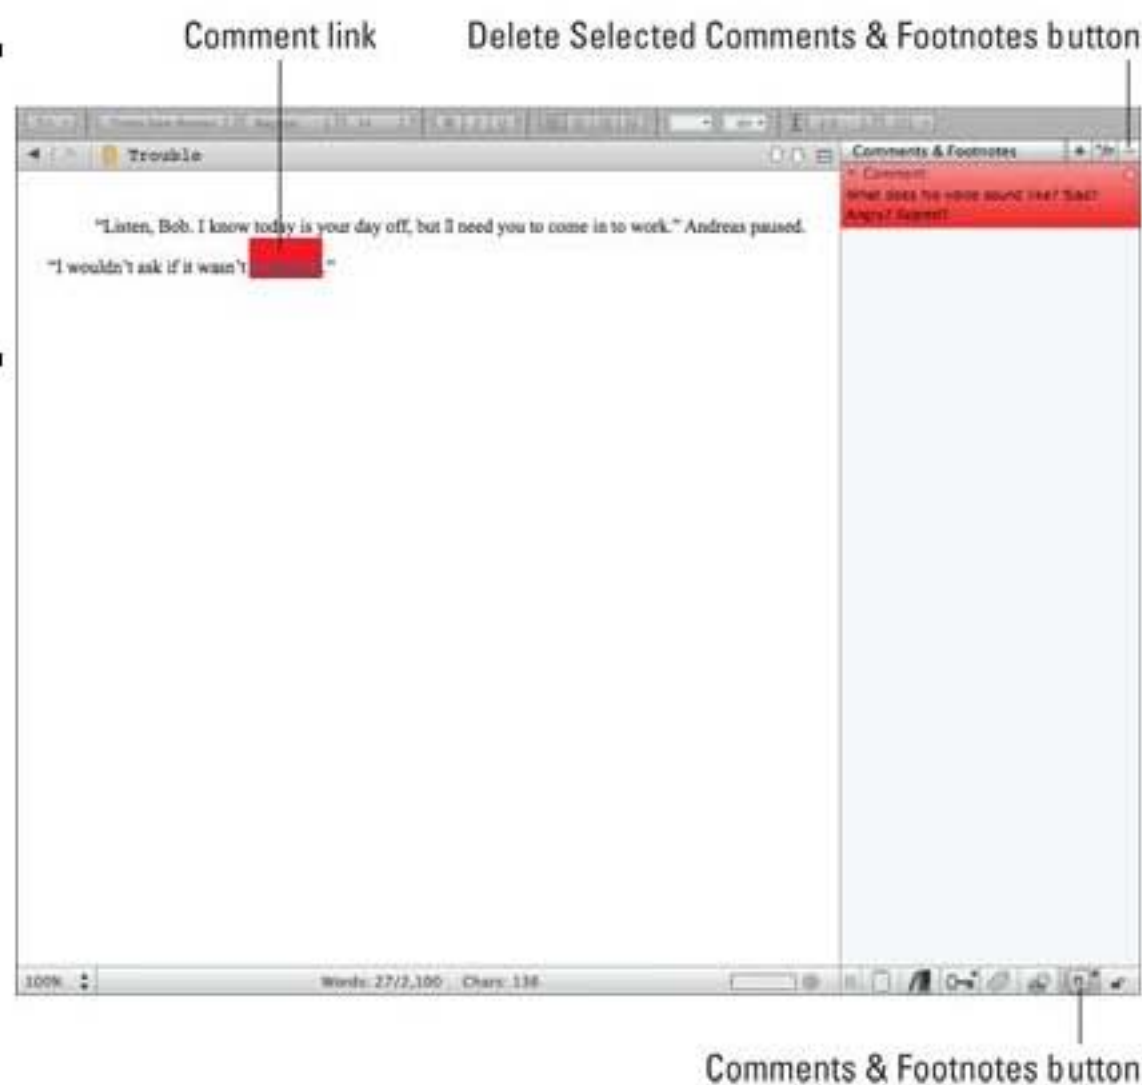 Comment link
Delete Selected Comments & Footnotes button
Trouble
Comments & Footnotes
Comment
What does his voice sound like? Sad?
Angry?
“Listen, Bob. I know today is your day off, but I need you to come in to work.” Andreas paused.
“I wouldn’t ask if it wasn’t .”
100%
Words: 27/2,100 Chars: 138
Comments & Footnotes button